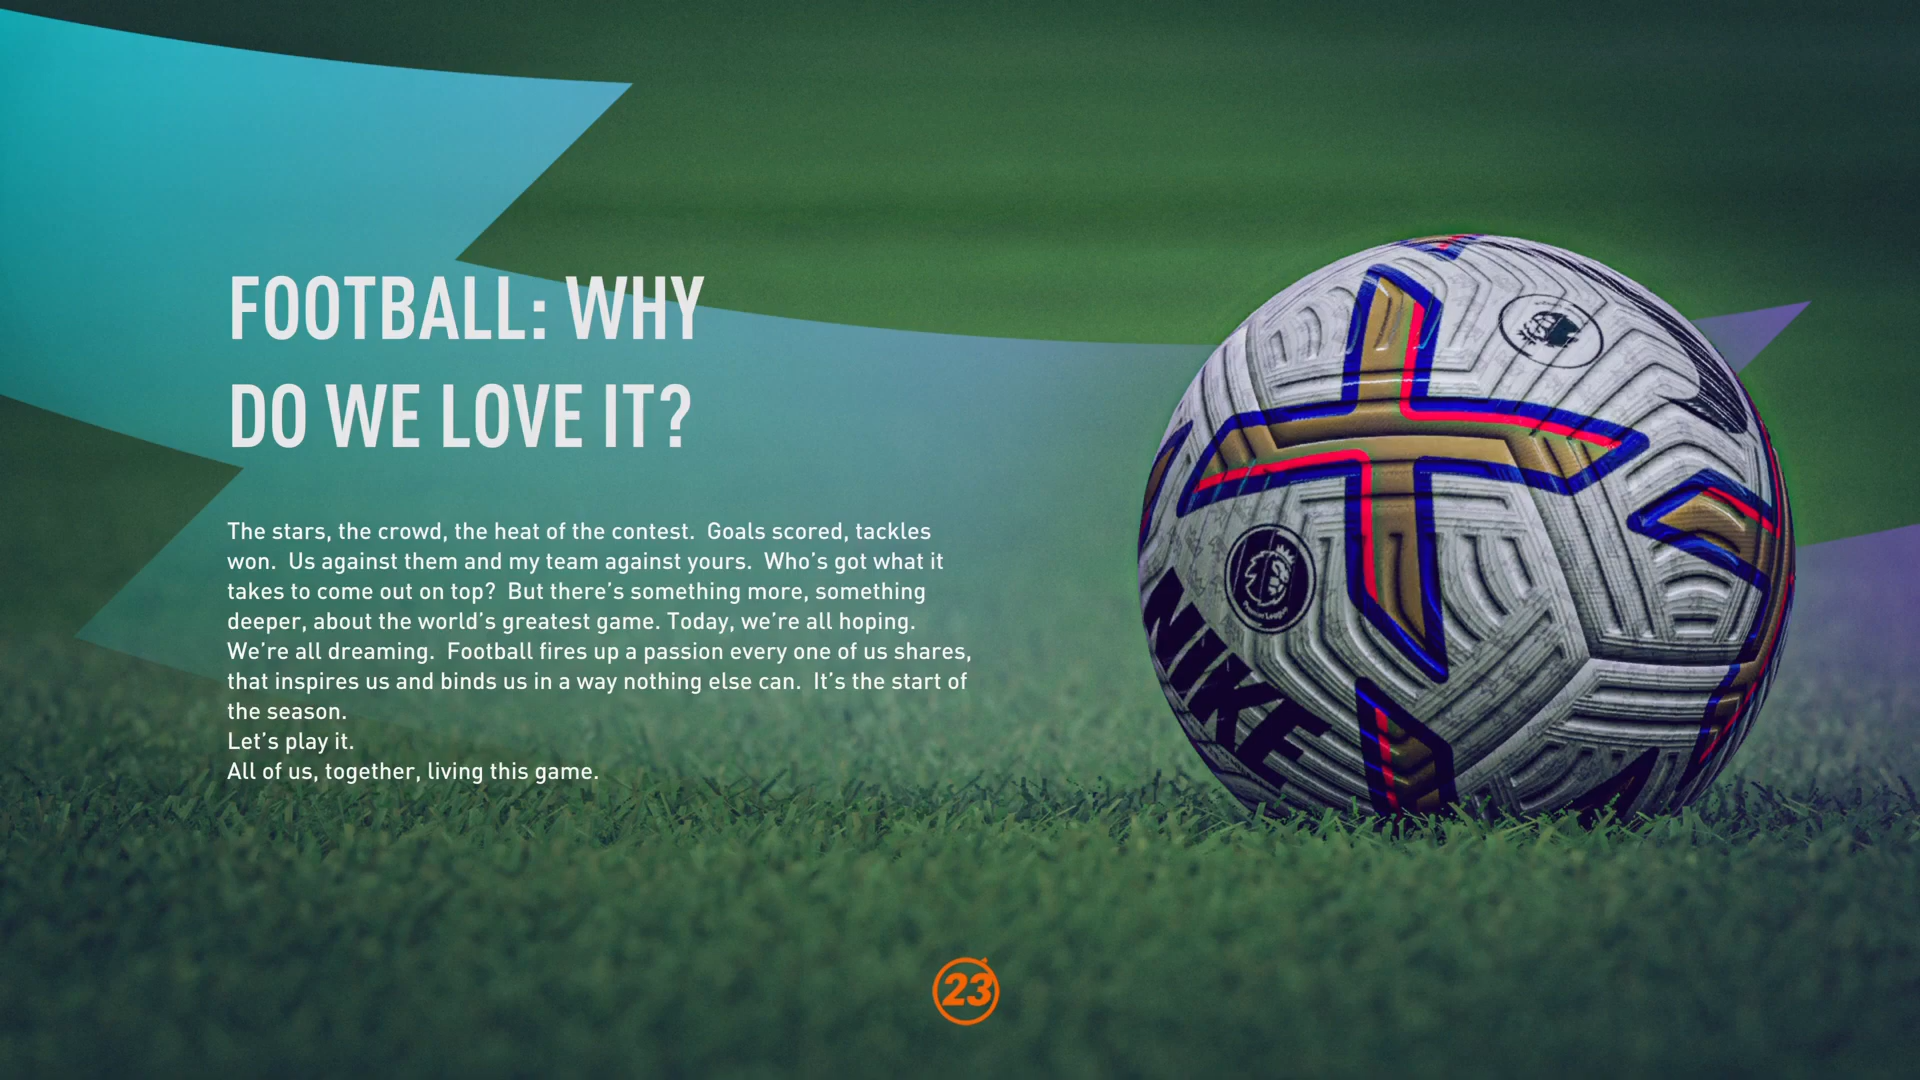 FOOTBALL: WHY
DO WE LOVE IT?
The stars, the crowd, the heat of the contest.  Goals scored, tackles
won.  Us against them and my team against yours.  Who's got what it
takes to come out on top?  But there's something more, something
deeper, about the world's greatest game. Today, we're all hoping.
We're all dreaming.  Football fires up a passion every one of us shares,
that inspires us and binds us in a way nothing else can.  It's the start of
the season.
Let's play it.
All of us, together, living this game.
Premier League
NIKE
23